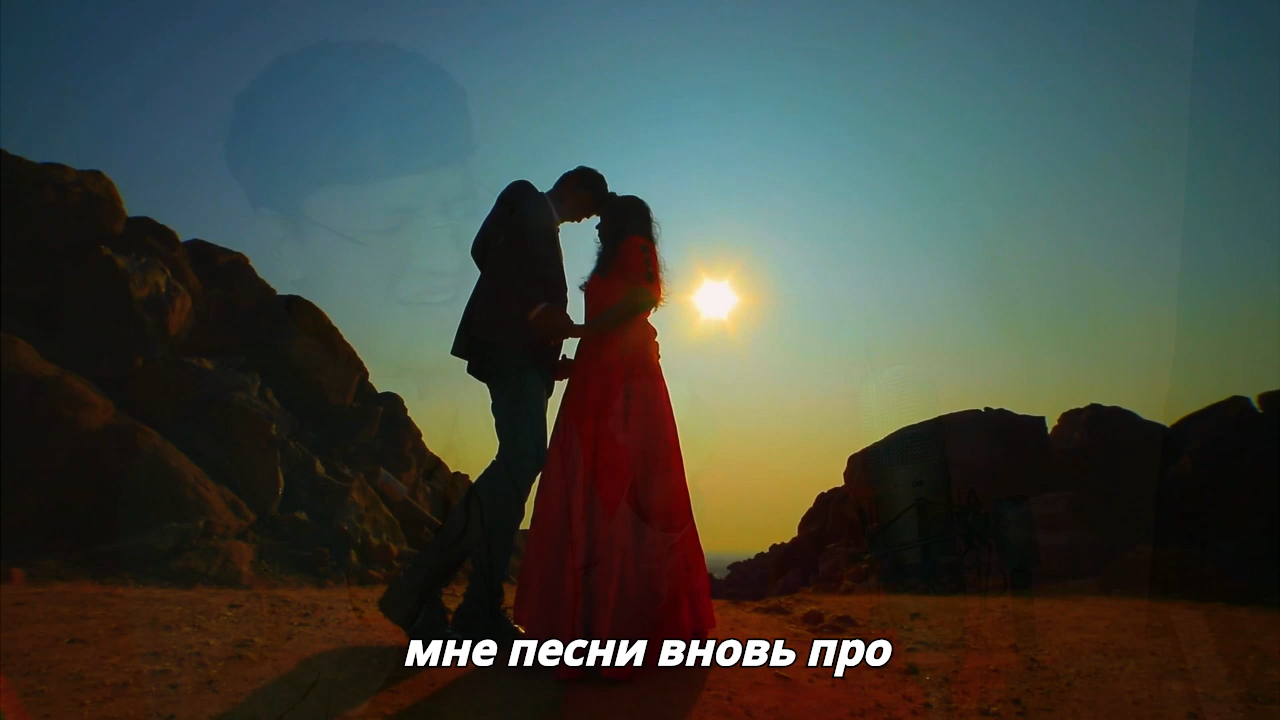 мне песни вновь про